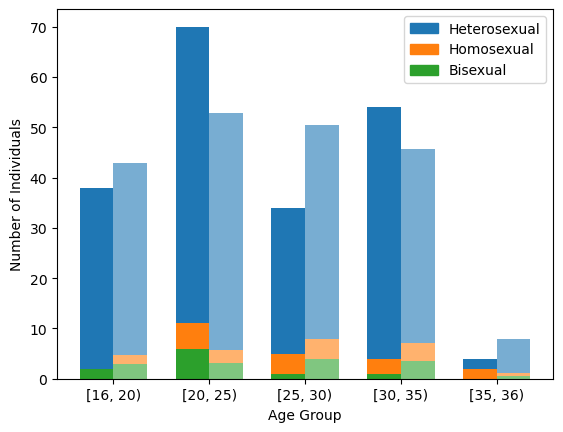 Heterosexual
Homosexual
Bisexual
70
60
50
40
30
20
10
0
Number of Individuals
[16, 20) [20, 25) [25, 30) [30, 35) [35, 36)
Age Group